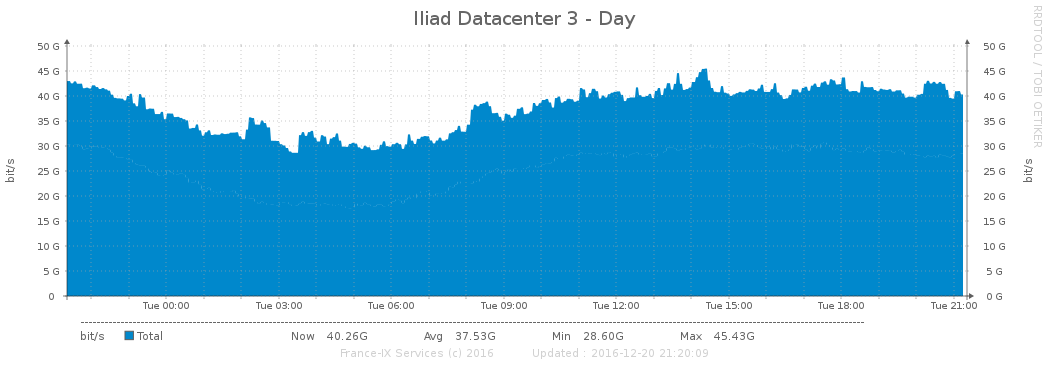 Iliad Datacenter 3 - Day
RRDTOOL / TOBI OETIKER
bit/s
50 G 50 G
45 G 45 G
40 G 40 G
35 G 35 G
30 G 30 G
25 G 25 G
20 G 20 G
15 G 15 G
10 G 10 G
5 G 5 G
0 0 G
bit/s
Tue 00:00 Tue 03:00 Tue 06:00 Tue 09:00 Tue 12:00 Tue 15:00 Tue 18:00 Tue 21:00
bit/s Total Now 40.26G Avg 37.53G Min 28.60G Max 45.43G
France-IX Services (c) 2016 Updated : 2016-12-20 21:20:09